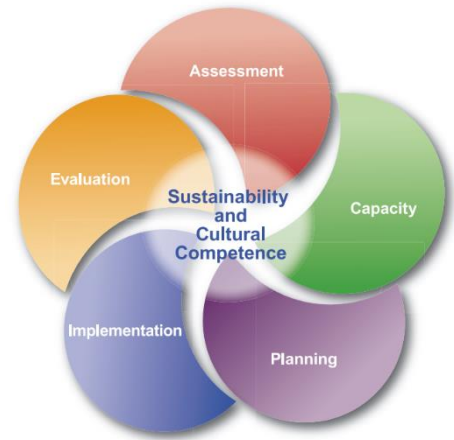 Assessment
Capacity
Planning
Implementation
Evaluation
Sustainability
and
Cultural
Competence